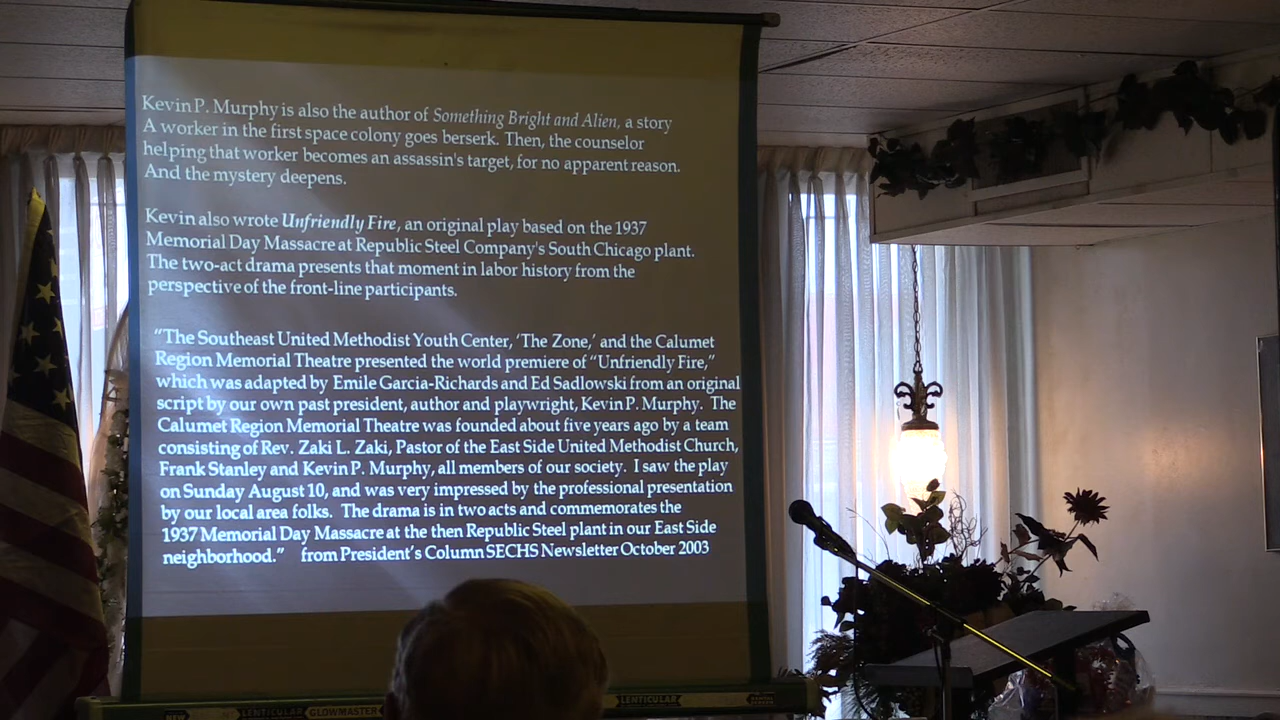 Kevin P. Murphy is also the author of Something Bright and Alien, a story
A worker in the first space colony goes berserk. Then, the counselor
helping that worker becomes an assassin's target, for no apparent reason.
And the mystery deepens.
Kevin also wrote Unfriendly Fire, an original play based on the 1937
Memorial Day Massacre at Republic Steel Company's South Chicago plant.
The two-act drama presents that moment in labor history from the
perspective of the front-line participants.
"The Southeast United Methodist Youth Center, 'The Zone,' and the Calumet
Region Memorial Theatre presented the world premiere of "Unfriendly Fire,"
which was adapted by Emile Garcia-Richards and Ed Sadlowski from an original
script by our own past president, author and playwright, Kevin P. Murphy. The
Calumet Region Memorial Theatre was founded about five years ago by a team
consisting of Rev. Zaki L. Zaki, Pastor of the East Side United Methodist Church,
Frank Stanley and Kevin P. Murphy, all members of our society. I saw the play
on Sunday August 10, and was very impressed by the professional presentation
by our local area folks. The drama is in two acts and commemorates the
1937 Memorial Day Massacre at the then Republic Steel plant in our East Side
neighborhood." from President's Column SECHS Newsletter October 2003
NEW LENTICULAR GLOWMASTER LENTICULAR